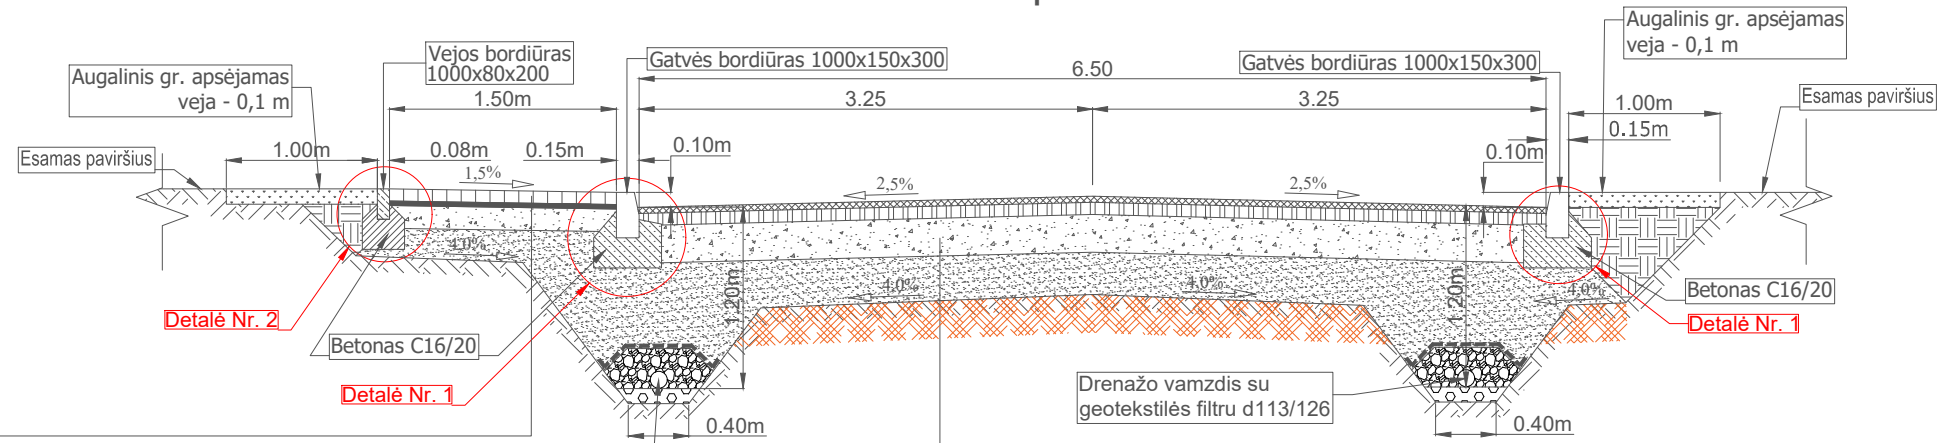 Augalinis gr. apsėjamas
veja - 0,1 m
Vejos bordiūras
1000x80x200
Gatvės bordiūras 1000x150x300
Gatvės bordiūras 1000x150x300
Augalinis gr. apsėjamas
veja - 0,1 m
6.50
Esamas paviršius
1.50m
3.25
3.25
1.00m
0.15m
Esamas paviršius
1.00m
0.08m
0.15m
0.10m
0.10m
1,5%
2,5%
2,5%
4.0%
4.0%
4.0%
4.0%
1.20m
1.20m
Betonas C16/20
Detalė Nr. 2
Detalė Nr. 1
Betonas C16/20
Detalė Nr. 1
Drenažo vamzdis su
geotekstilės filtru d113/126
0.40m
0.40m